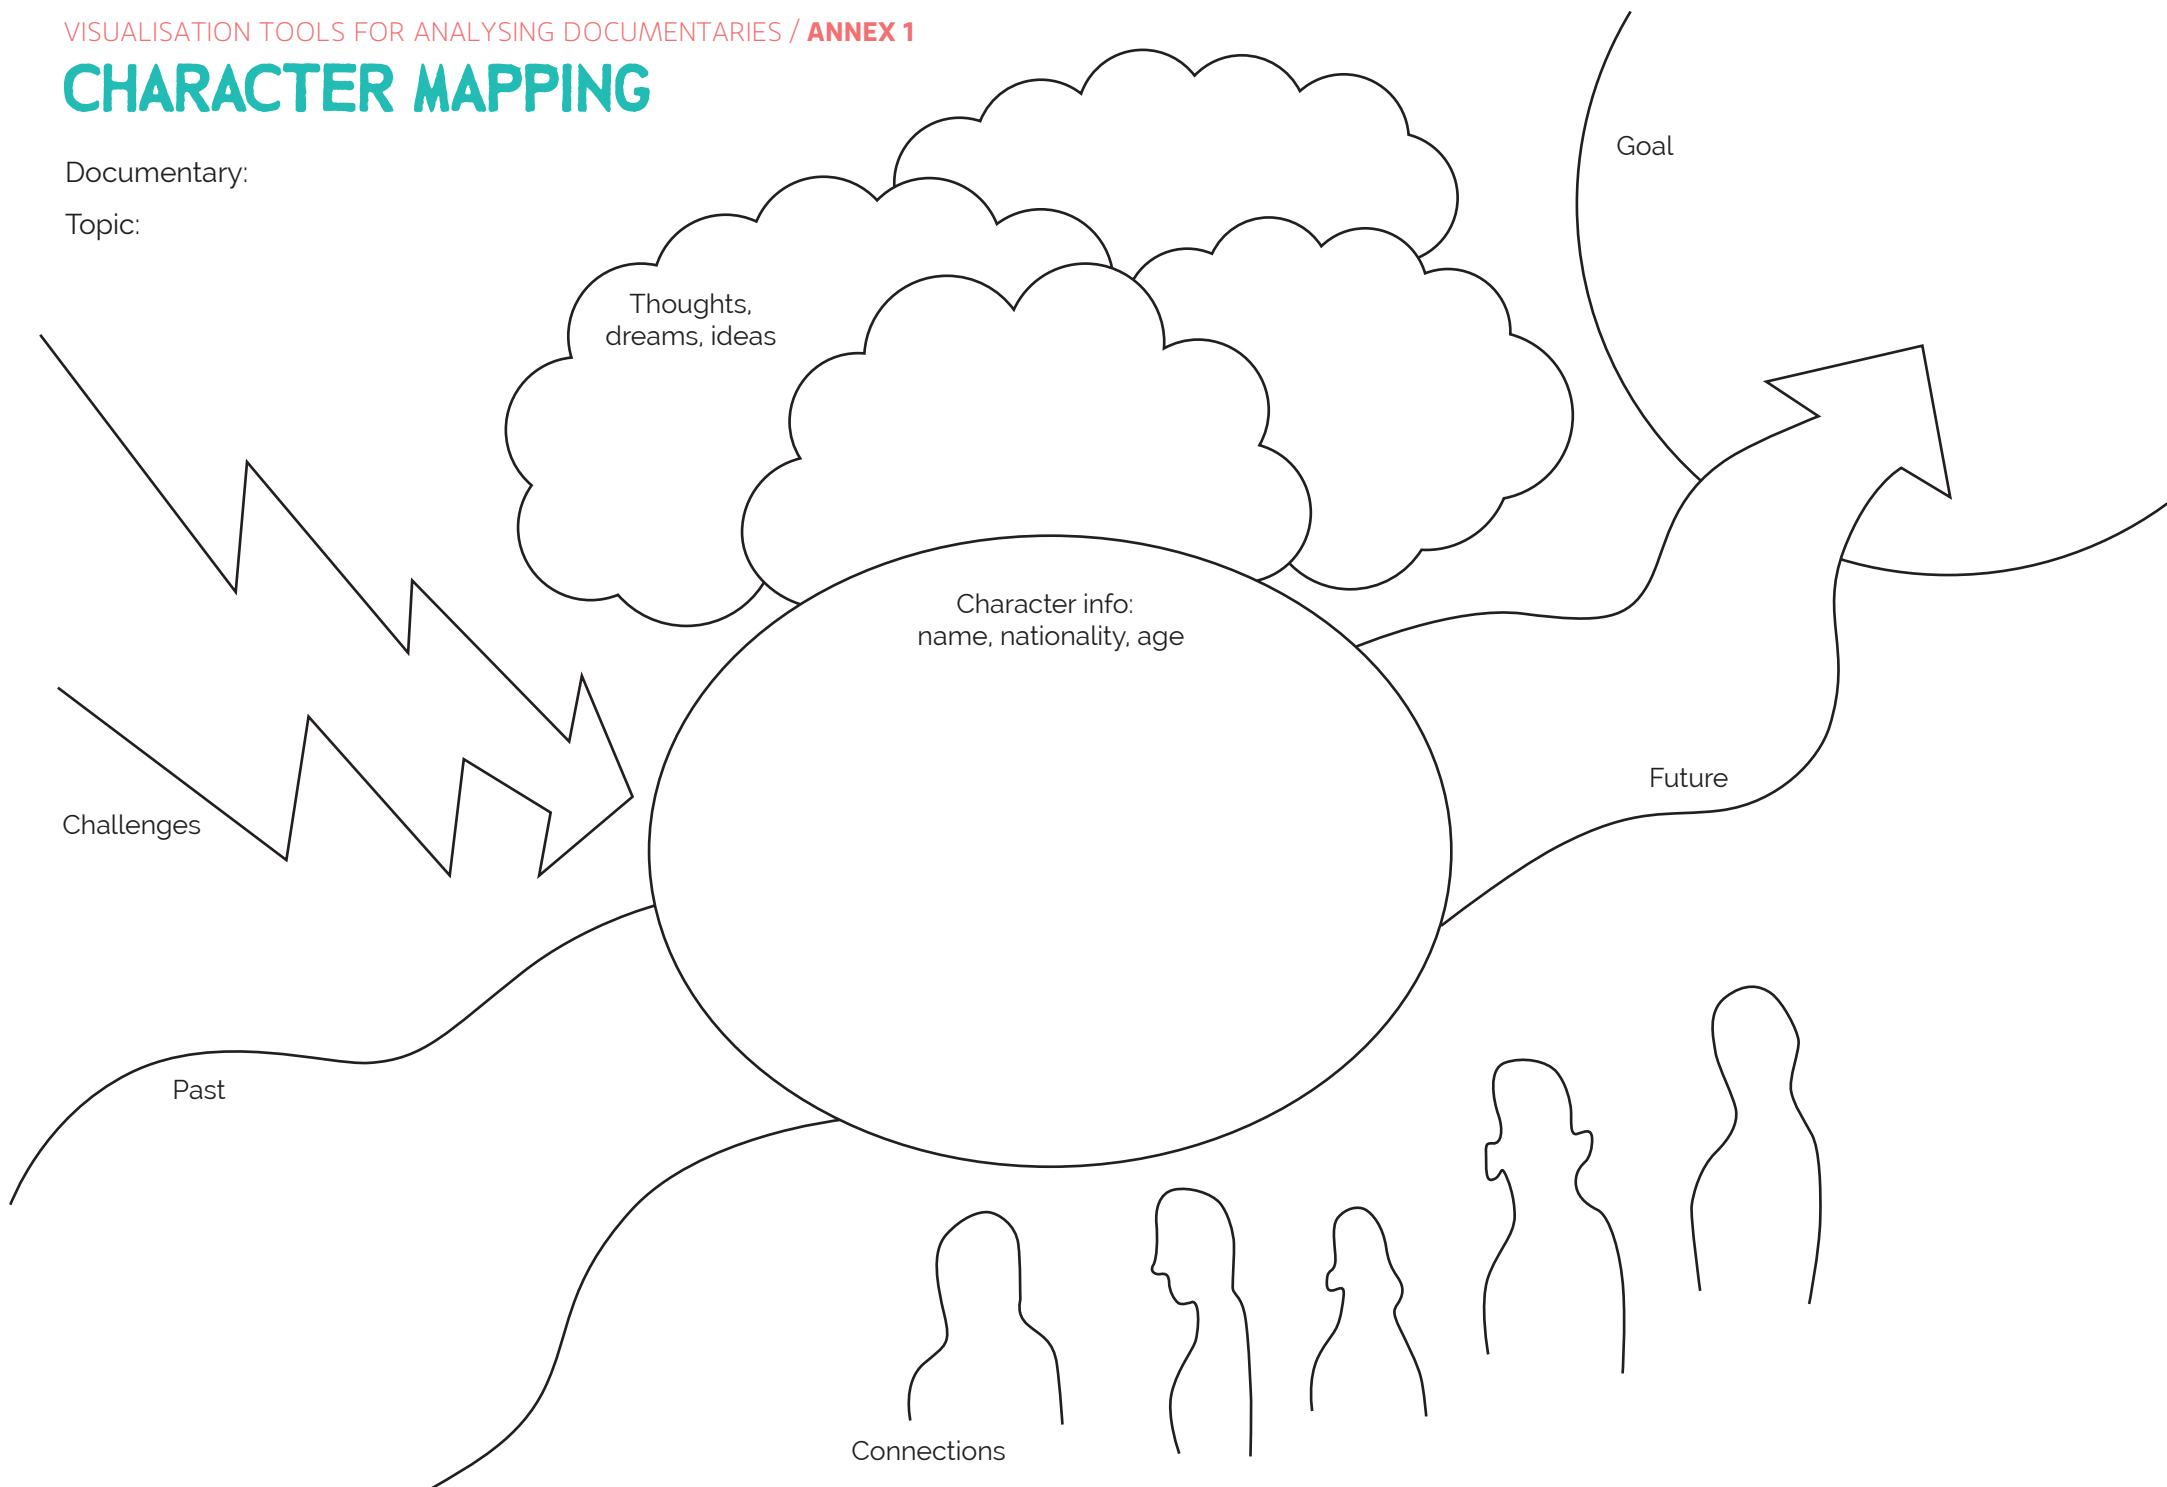 VISUALISATION TOOLS FOR ANALYSING DOCUMENTARIES / ANNEX 1
CHARACTER MAPPING
Documentary:
Topic:
Goal
Thoughts,
dreams, ideas
Character info:
name, nationality, age
Future
Challenges
Past
Connections